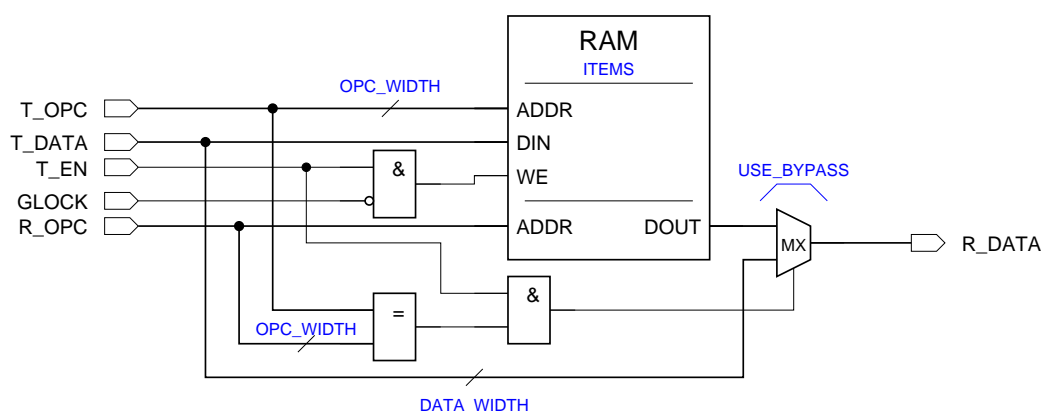 RAM
ITEMS
OPC_WIDTH
T_OPC
ADDR
T_DATA
DIN
T_EN
&
WE
USE_BYPASS
GLOCK
R_OPC
ADDR
DOUT
MX
R_DATA
&
=
OPC_WIDTH
DATA_WIDTH